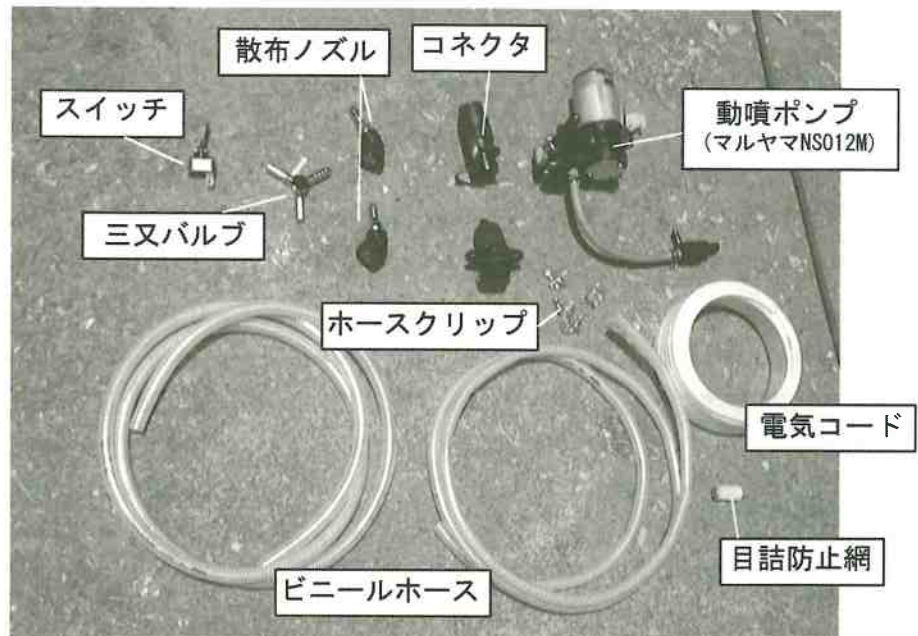 散布ノズル
コネクタ
スイッチ
動噴ポンプ
(マルヤマNS012M)
三又バルブ
ホースクリップ
電気コード
目詰防止網
ビニールホース